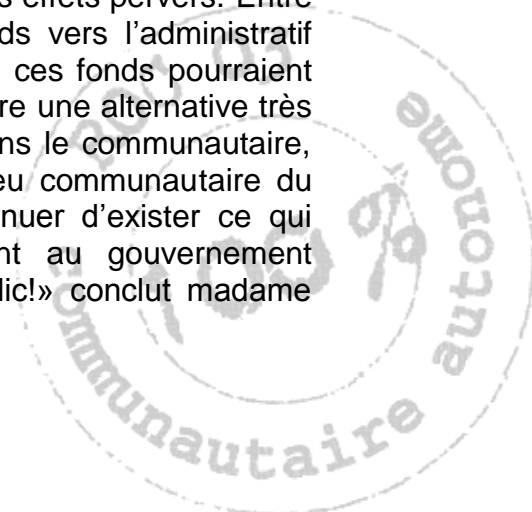 s effets pervers. Entre
ds vers l'administratif
ces fonds pourraient
re une alternative très
ns le communautaire,
eu communautaire du
nuer d'exister ce qui
nt au gouvernement
lic!» conclut madame
100 %
communautaire autonome